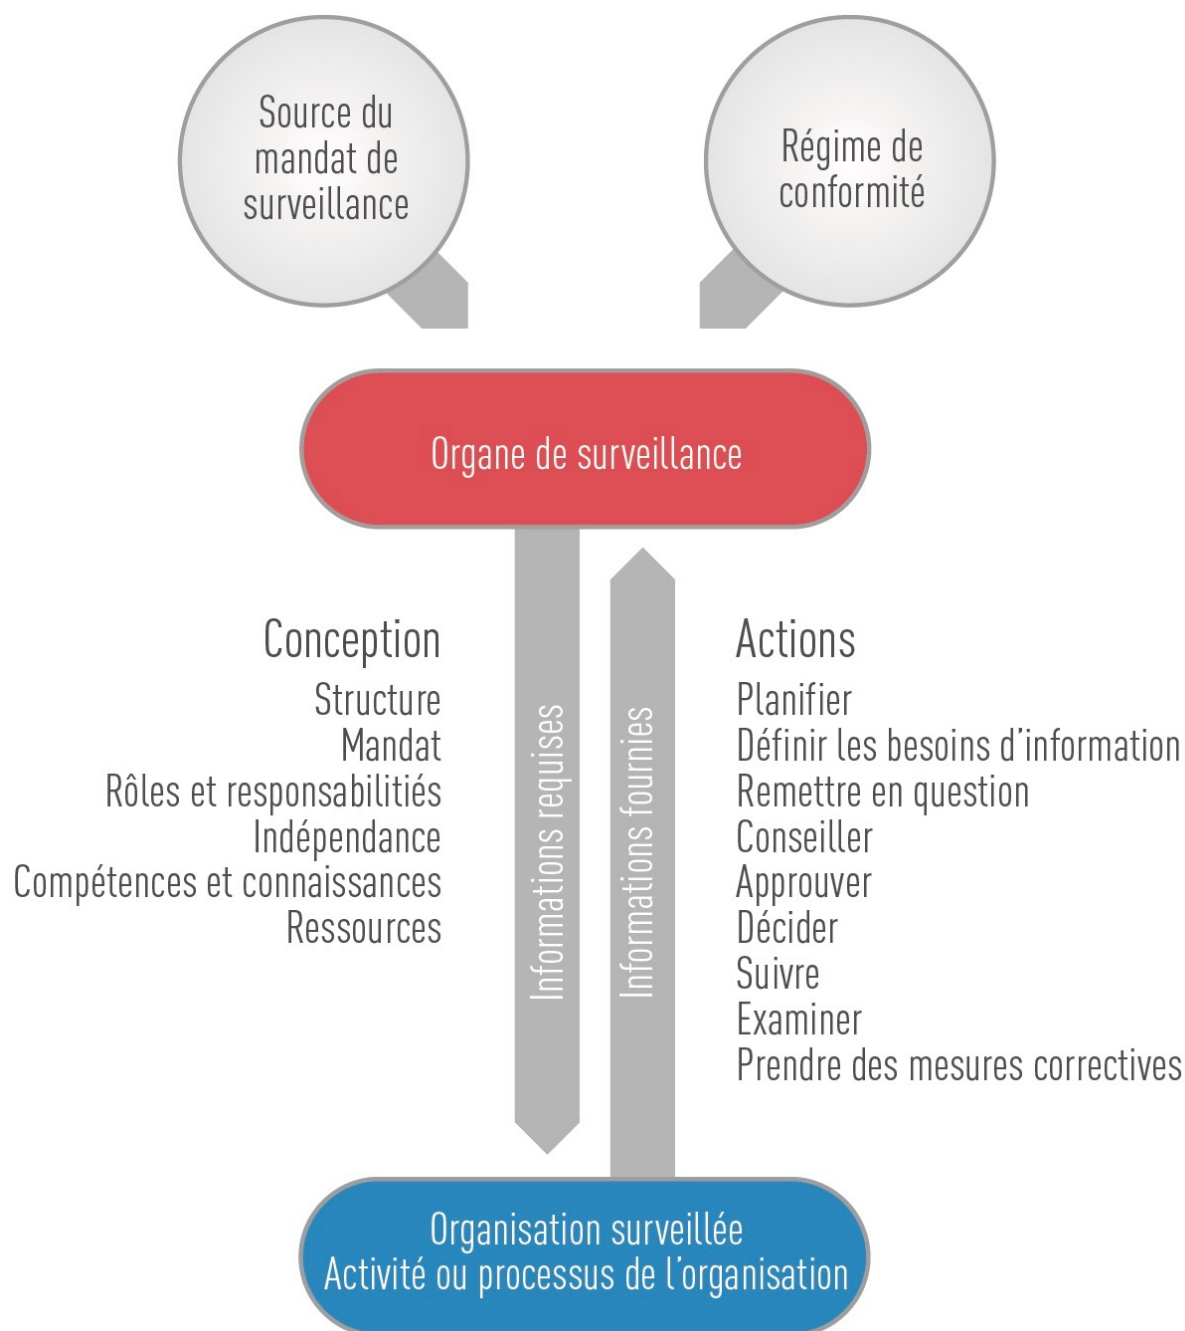 Source du
mandat de
surveillance
Régime de
conformité
Organe de surveillance
Conception
Structure
Mandat
Rôles et responsabilitiés
Indépendance
Compétences et connaissances
Ressources
Informations requises
Informations fournies
Actions
Planifier
Définir les besoins d’information
Remettre en question
Conseiller
Approuver
Décider
Suivre
Examiner
Prendre des mesures correctives
Organisation surveillée
Activité ou processus de l’organisation